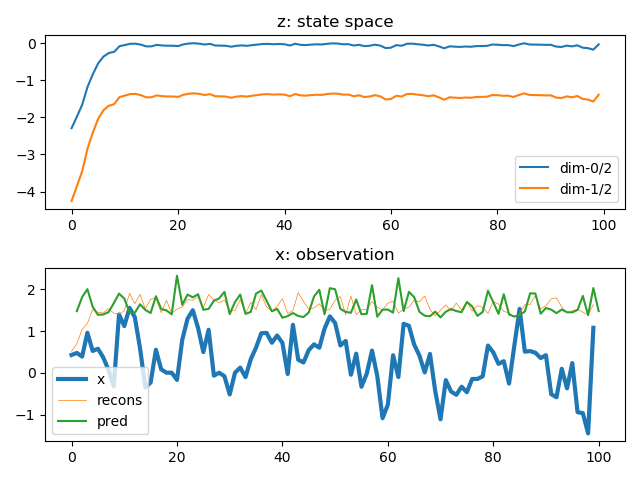 z: state space
0
−1
−2
−3
−4
dim-0/2
dim-1/2
0 20 40 60 80 100
x: observation
2
1
0
−1
x
recons
pred
0 20 40 60 80 100